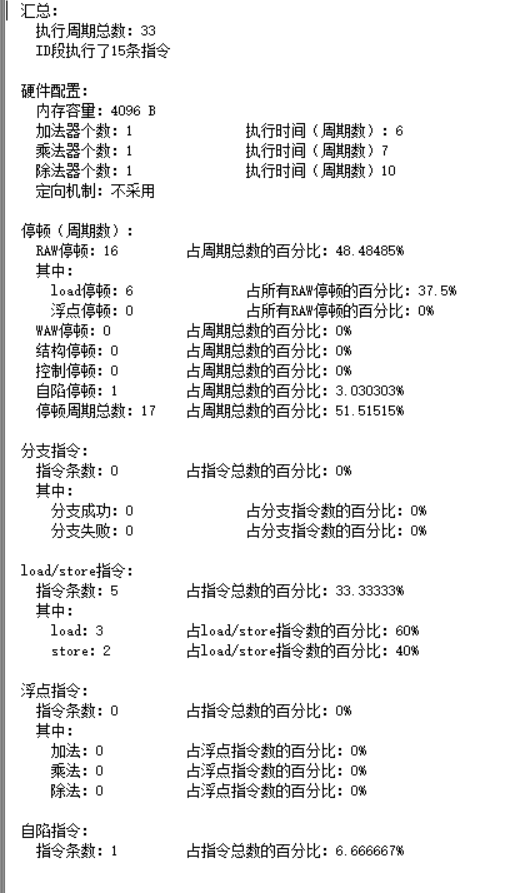 汇总:
执行周期总数: 33
ID段执行了15条指令
硬件配置:
内存容量: 4096 B
加法器个数: 1 执行时间（周期数）: 6
乘法器个数: 1 执行时间（周期数）7
除法器个数: 1 执行时间（周期数）10
定向机制: 不采用
停顿（周期数）:
RAW停顿: 16 占周期总数的百分比: 48.48485%
其中:
load停顿: 6 占所有RAW停顿的百分比: 37.5%
浮点停顿: 0 占所有RAW停顿的百分比: 0%
WAW停顿: 0 占周期总数的百分比: 0%
结构停顿: 0 占周期总数的百分比: 0%
控制停顿: 0 占周期总数的百分比: 0%
自陷停顿: 1 占周期总数的百分比: 3.030303%
停顿周期总数: 17 占周期总数的百分比: 51.51515%
分支指令:
指令条数: 0 占指令总数的百分比: 0%
其中:
分支成功: 0 占分支指令数的百分比: 0%
分支失败: 0 占分支指令数的百分比: 0%
load/store指令:
指令条数: 5 占指令总数的百分比: 33.33333%
其中:
load: 3 占load/store指令数的百分比: 60%
store: 2 占load/store指令数的百分比: 40%
浮点指令:
指令条数: 0 占指令总数的百分比: 0%
其中:
加法: 0 占浮点指令数的百分比: 0%
乘法: 0 占浮点指令数的百分比: 0%
除法: 0 占浮点指令数的百分比: 0%
自陷指令:
指令条数: 1 占指令总数的百分比: 6.666667%